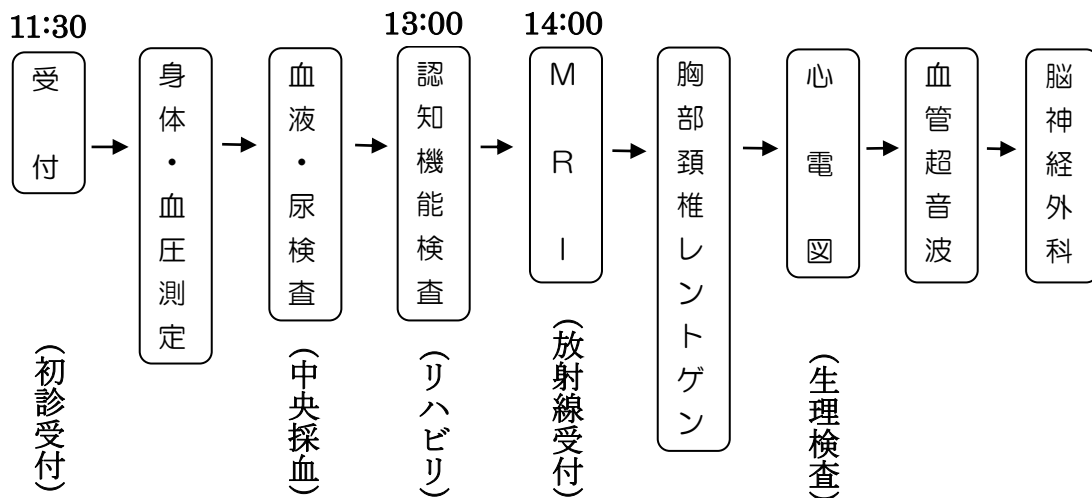 11:30
13:00
14:00
受付
身体・血圧測定
血液・尿検査
認知機能検査
MRI
胸部頚椎レントゲン
心電図
血管超音波
脳神経外科
(初診受付)
(中央採血)
(リハビリ)
(放射線受付)
(生理検査)